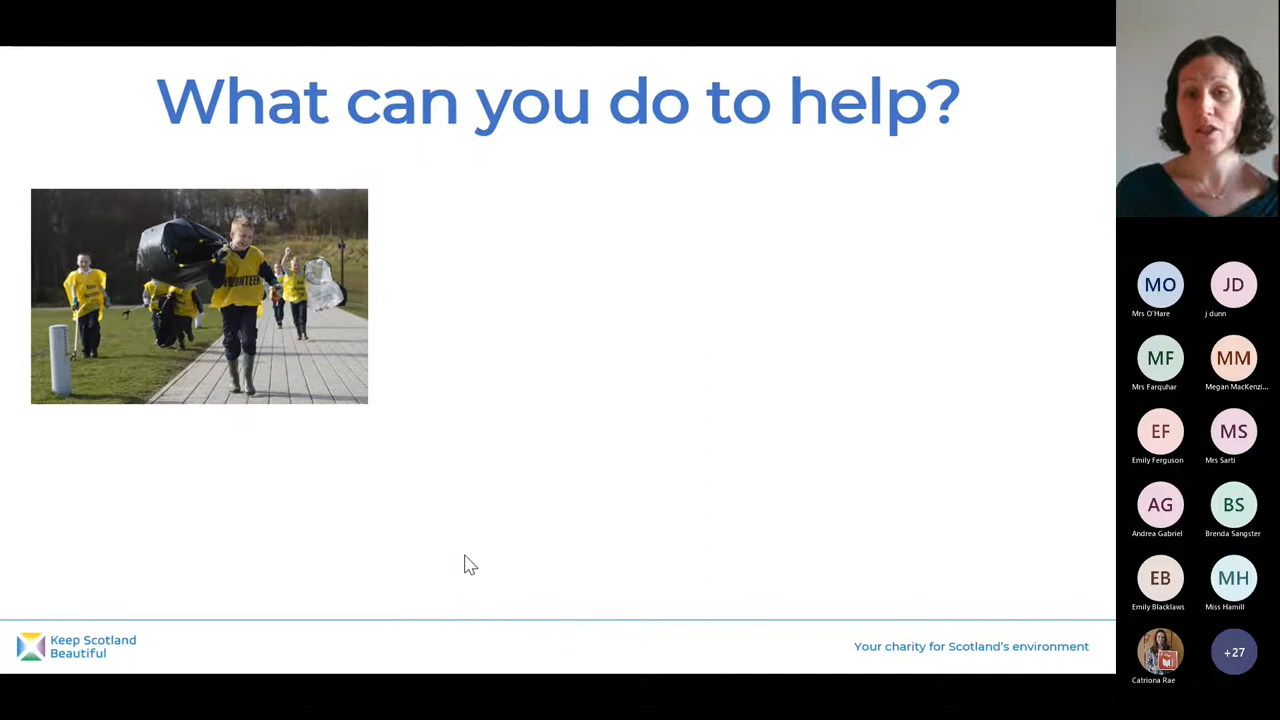 What can you do to help?
VOLUNTEER
Keep Scotland
Beautiful
Your charity for Scotland's environment
MO
JD
Mrs O'Hare
j dunn
MF
MM
Mrs Farquhar
Megan MacKenzi...
EF
MS
Emily Ferguson
Mrs Sarti
AG
BS
Andrea Gabriel
Brenda Sangster
EB
MH
Emily Blacklaws
Miss Hamill
+27
Catriona Rae